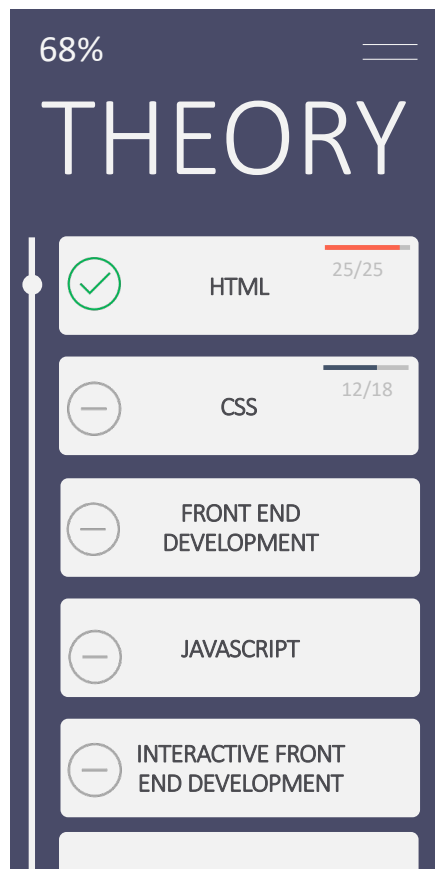 68%
THEORY
25/25
HTML
12/18
CSS
FRONT END
DEVELOPMENT
JAVASCRIPT
INTERACTIVE FRONT
END DEVELOPMENT